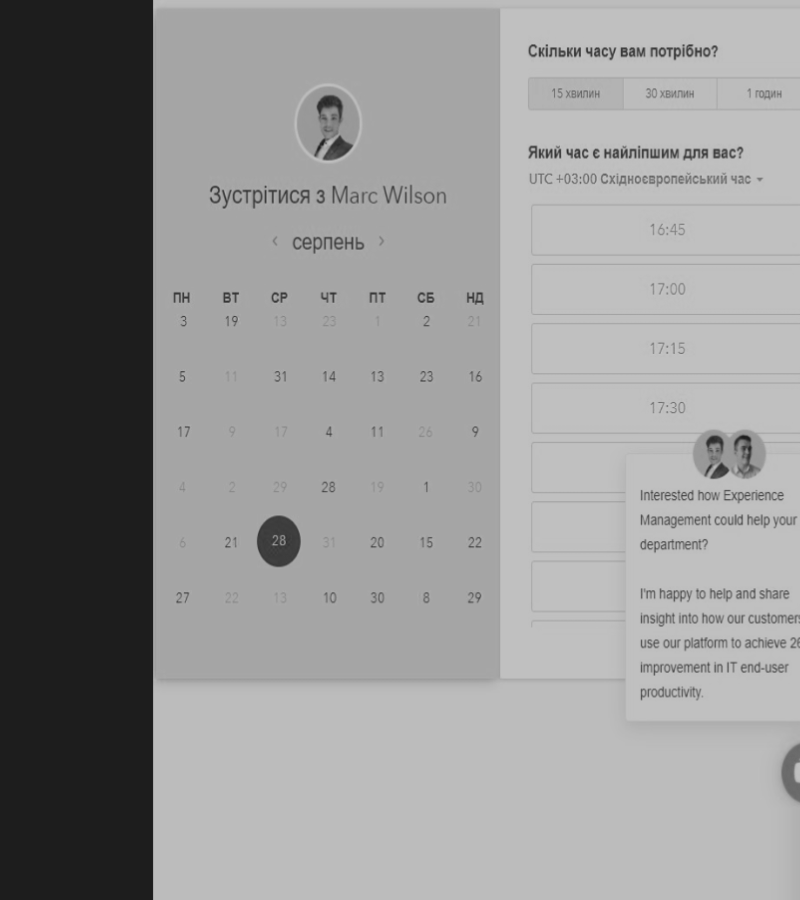 Зустрітися з Marc Wilson
‹ серпень ›
ПН ВТ СР ЧТ ПТ СБ НД
3 19 13 23 1 2 21
5 11 31 14 13 23 16
17 9 17 4 11 26 9
4 2 29 28 19 1 30
6 21 28 31 20 15 22
27 22 13 10 30 8 29
Скільки часу вам потрібно?
15 хвилин 30 хвилин 1 годин
Який час є найліпшим для вас?
UTC +03:00 Східноєвропейський час
16:45
17:00
17:15
17:30
Interested how Experience
Management could help your
department?
I'm happy to help and share
insight into how our customers
use our platform to achieve
improvement in IT end-user
productivity.